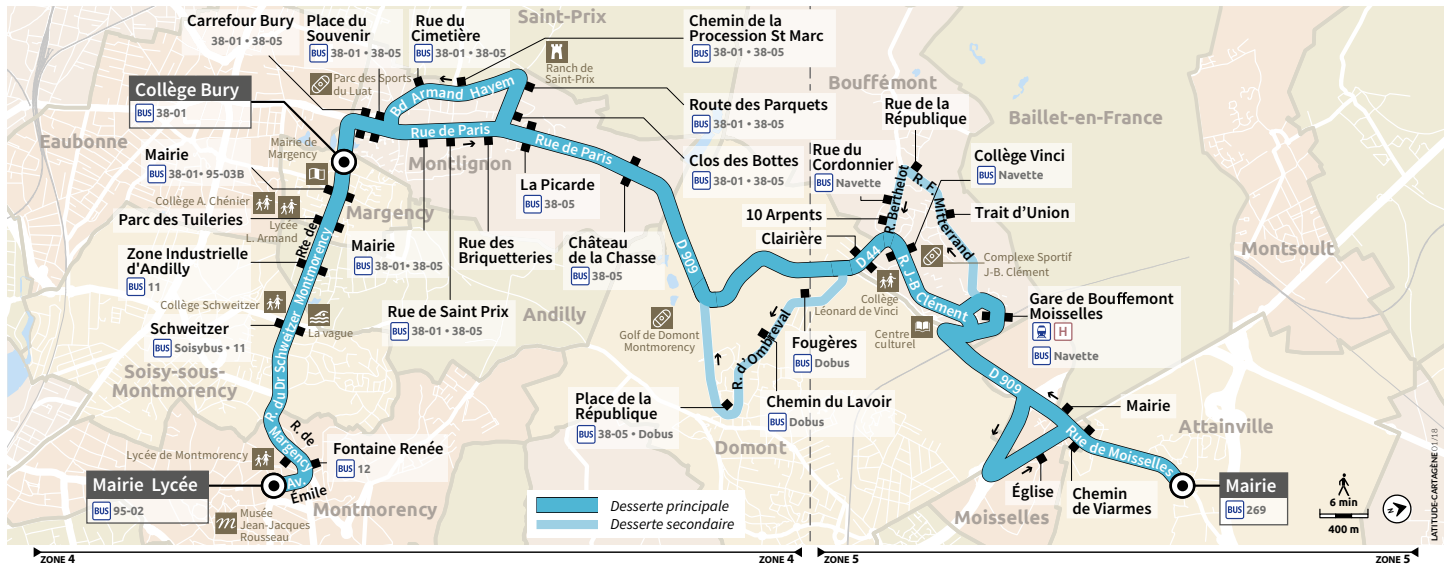 Carrefour Bury
38-01 • 38-05
Place du
Souvenir
BUS 38-01 • 38-05
Rue du
Cimetière
BUS 38-01 • 38-05
Saint-Prix
Chemin de la
Procession St Marc
BUS 38-01 • 38-05
Ranch de
Saint-Prix
Parc des Sports
du Luat
Collège Bury
BUS 38-01
Bd Armand Hayem
Route des Parquets
BUS 38-01 • 38-05
Bouffémont
Rue de la
République
Baillet-en-France
Eaubonne
Mairie de
Margency
Rue de Paris
Rue de Paris
Montlignon
Clos des Bottes
BUS 38-01 • 38-05
Mairie
BUS 38-01• 95-03B
Rue du
Cordonnier
BUS Navette
Collège Vinci
BUS Navette
La Picarde
BUS 38-05
Collège A. Chénier
Lycée
L. Armand
Margency
Parc des Tuileries
10 Arpents
R. Berthelot
R. F. Mitterrand
Trait d’Union
Clairière
Zone Industrielle
d'Andilly
BUS 11
Rte de Montmorency
Mairie
BUS 38-01• 38-05
Rue des
Briquetteries
Château
de la Chasse
BUS 38-05
D 909
D 44
R. J-B Clément
Complexe Sportif
J-B. Clément
Montsoult
Collège
Léonard de Vinci
Collège Schweitzer
La vague
Rue de Saint Prix
BUS 38-01 • 38-05
Andilly
Golf de Domont
Montmorency
Centre
culturel
Gare de Bouffemont
Moisselles
H
BUS Navette
Schweitzer
BUS Soisybus • 11
R. du Dr Schweitzer
Fougères
BUS Dobus
R. d’Ombreval
Soisy-sous-
Montmorency
D 909
Place de la
République
BUS 38-05 • Dobus
Chemin du Lavoir
BUS Dobus
Mairie
Attainville
Domont
R. de
Margency
Lycée de Montmorency
Fontaine Renée
BUS 12
Rue de Moisselles
Mairie Lycée
BUS 95-02
Av.
Émile
Montmorency
Musée
Jean-Jacques
Rousseau
m
Desserte principale
Desserte secondaire
Église
Moisselles
Chemin
de Viarmes
Mairie
BUS 269
6 min
400 m
N
LATITUDE-CARTAGÈNE 01/18
ZONE 4
ZONE 4
ZONE 5
ZONE 5